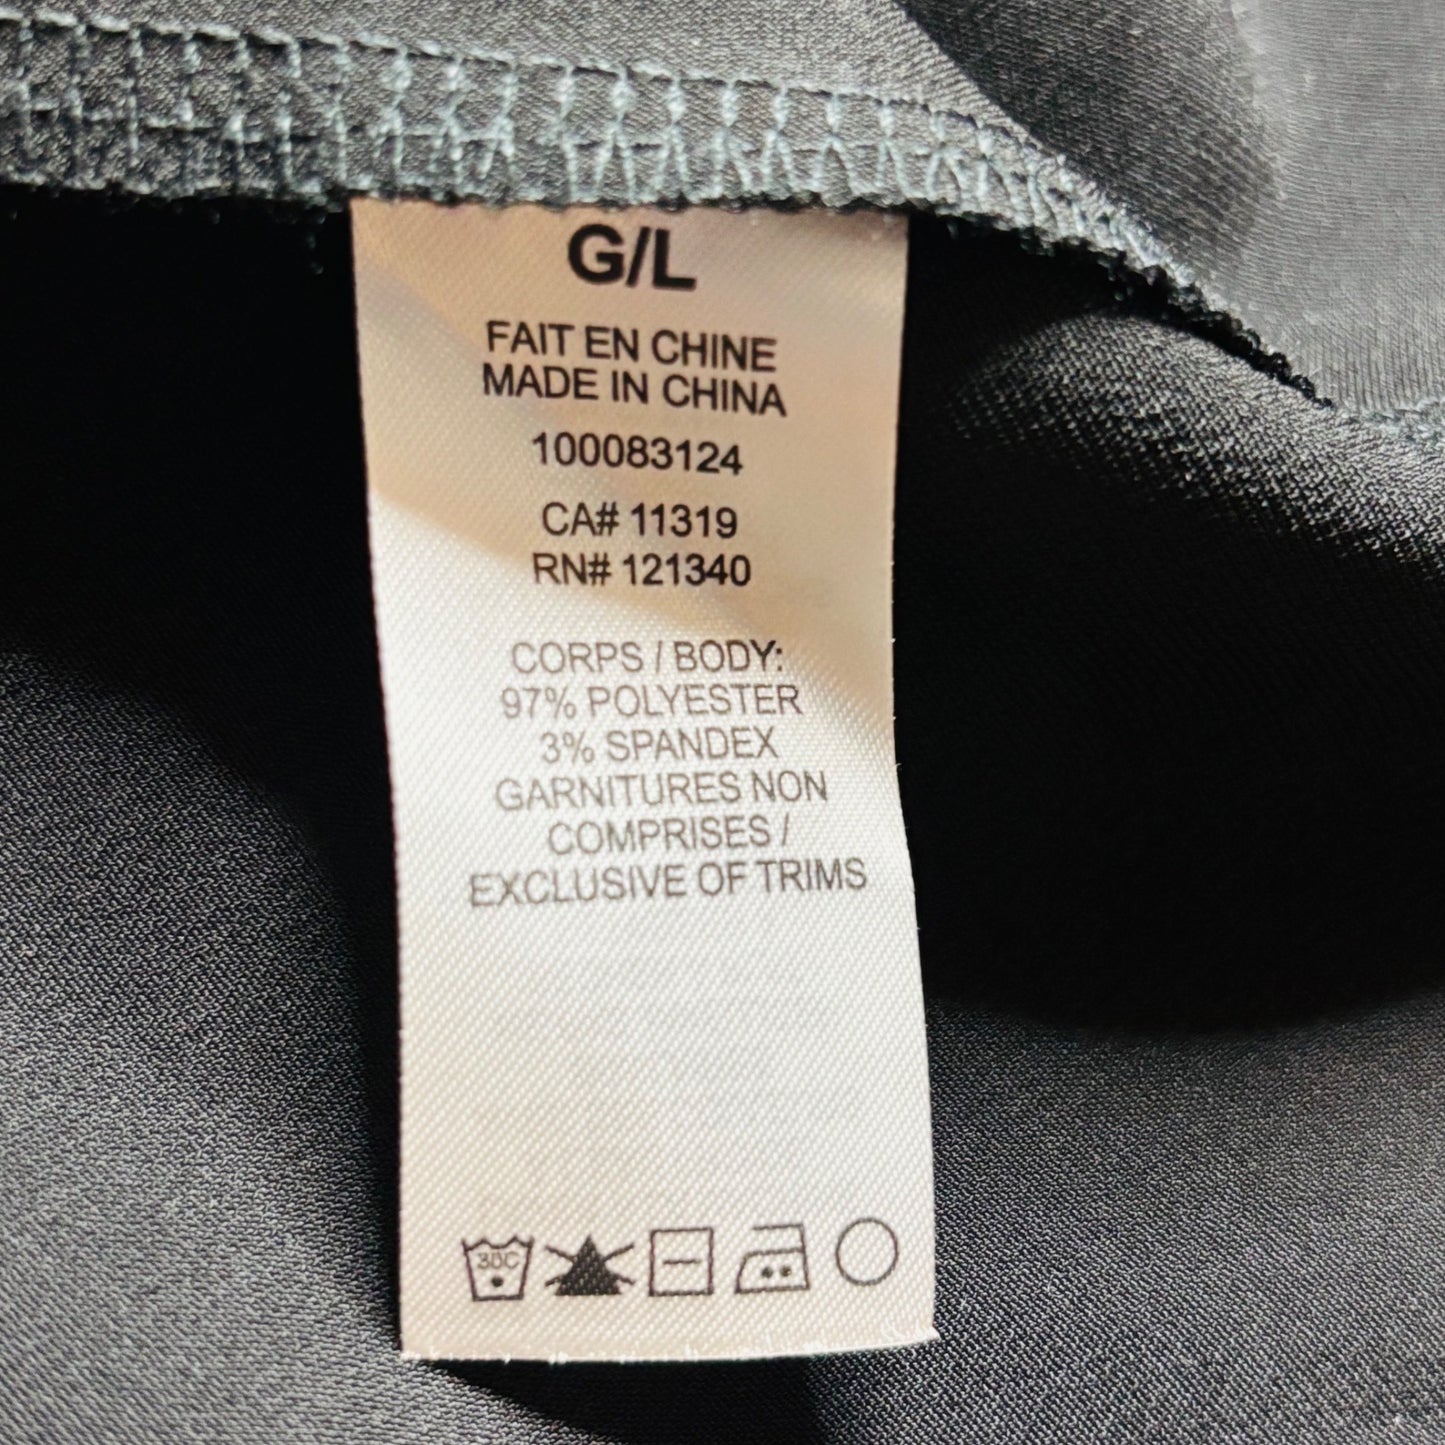 G/L
FAIT EN CHINE
MADE IN CHINA
100083124
CA# 11319
RN# 121340
CORPS / BODY:
97% POLYESTER
3% SPANDEX
GARNITURES NON
COMPRISES /
EXCLUSIVE OF TRIMS
30C